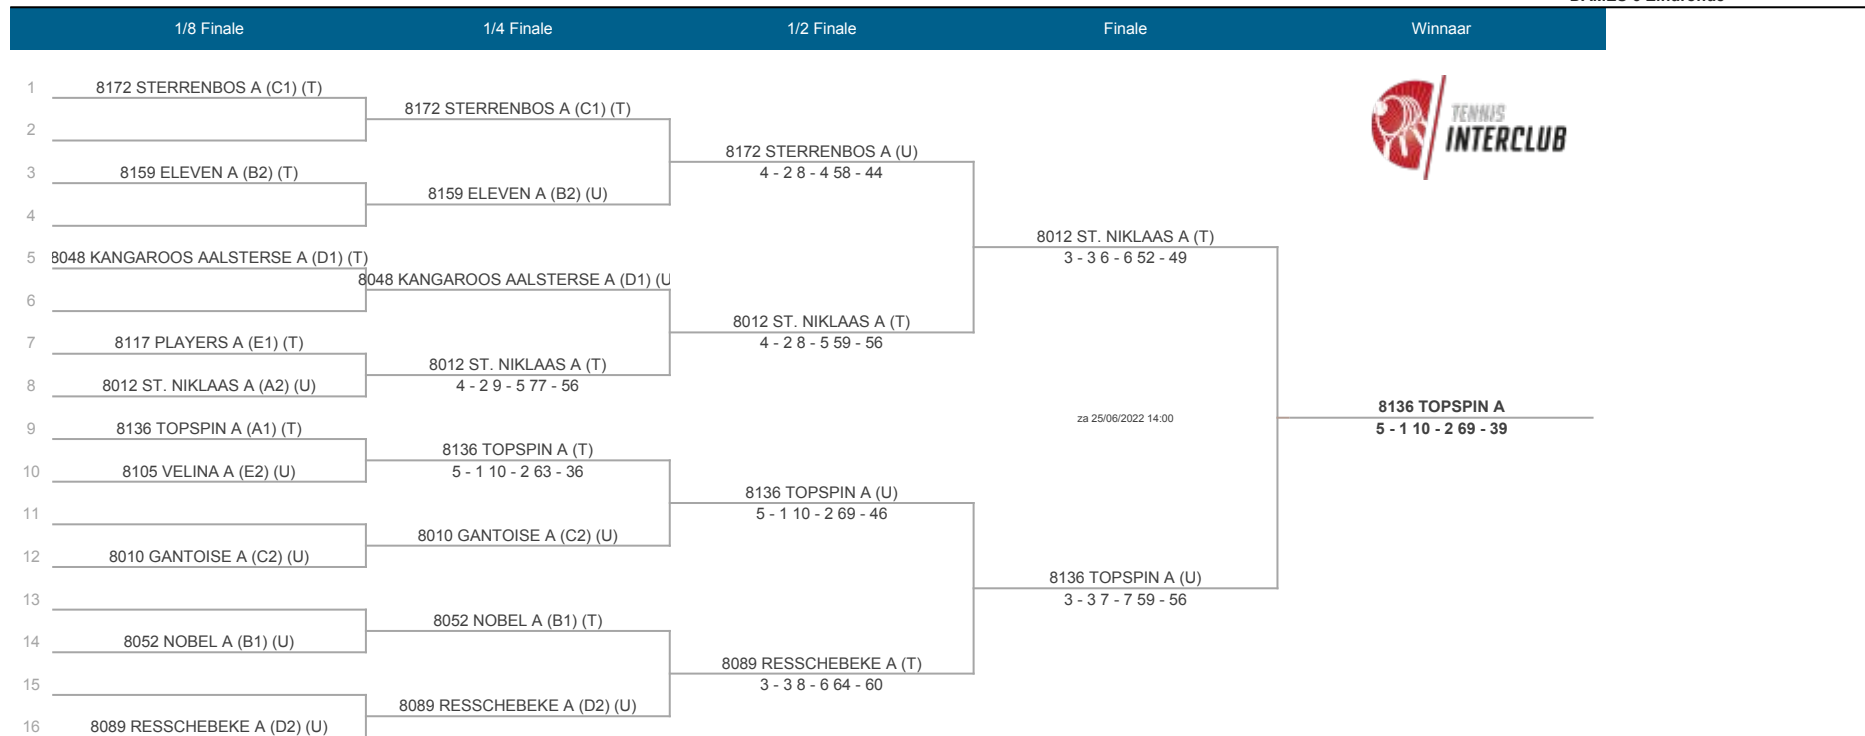 1/8 Finale 1/4 Finale 1/2 Finale Finale Winnaar
TENNIS
INTERCLUB
1 8172 STERRENBOS A (C1) (T)
8172 STERRENBOS A (C1) (T)
2
8172 STERRENBOS A (U)
3 8159 ELEVEN A (B2) (T)
4 - 2 8 - 4 58 - 44
8159 ELEVEN A (B2) (U)
4
8012 ST. NIKLAAS A (T)
5 8048 KANGAROOS AALSTERSE A (D1) (T)
3 - 3 6 - 6 52 - 49
8048 KANGAROOS AALSTERSE A (D1) (U
6
8012 ST. NIKLAAS A (T)
7 8117 PLAYERS A (E1) (T)
4 - 2 8 - 5 59 - 56
8012 ST. NIKLAAS A (T)
8 8012 ST. NIKLAAS A (A2) (U)
4 - 2 9 - 5 77 - 56
8136 TOPSPIN A
za 25/06/2022 14:00
9 8136 TOPSPIN A (A1) (T)
5 - 1 10 - 2 69 - 39
8136 TOPSPIN A (T)
10 8105 VELINA A (E2) (U)
5 - 1 10 - 2 63 - 36
8136 TOPSPIN A (U)
11
5 - 1 10 - 2 69 - 46
8010 GANTOISE A (C2) (U)
12 8010 GANTOISE A (C2) (U)
8136 TOPSPIN A (U)
13
3 - 3 7 - 7 59 - 56
8052 NOBEL A (B1) (T)
14 8052 NOBEL A (B1) (U)
8089 RESSCHEBEKE A (T)
15
3 - 3 8 - 6 64 - 60
8089 RESSCHEBEKE A (D2) (U)
16 8089 RESSCHEBEKE A (D2) (U)